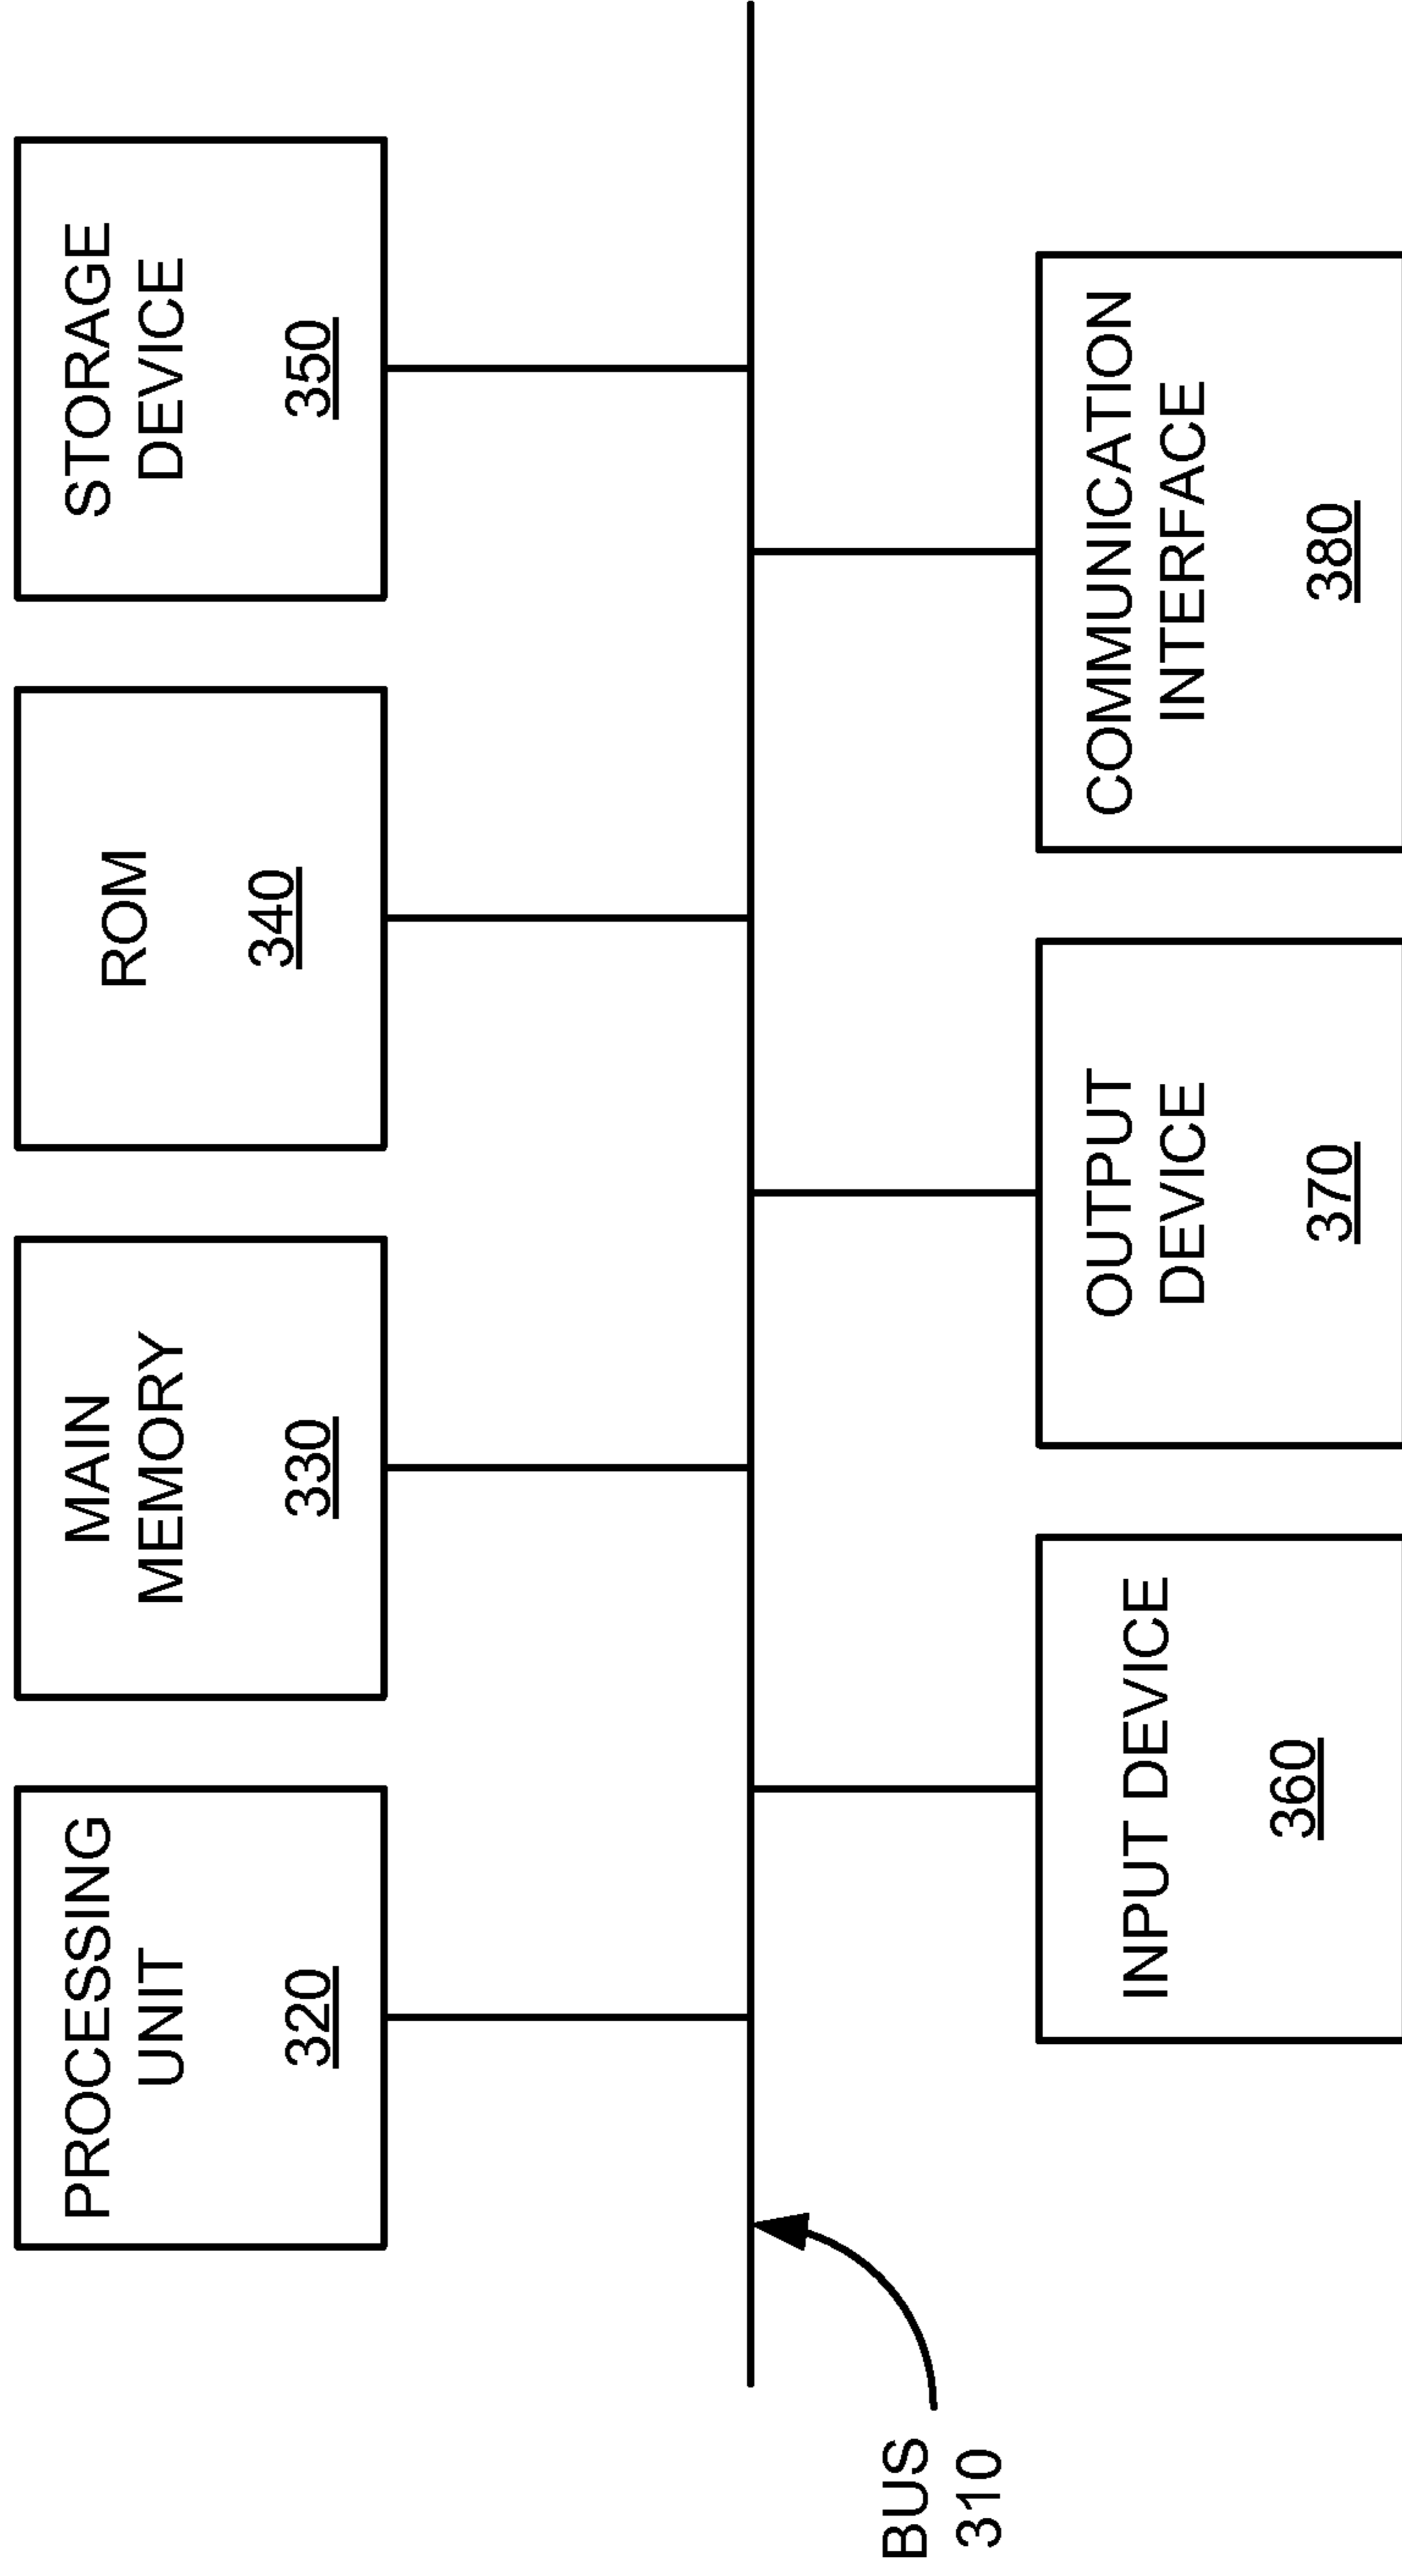 PROCESSING
UNIT
320
MAIN
MEMORY
330
ROM
340
STORAGE
DEVICE
350
BUS
310
INPUT DEVICE
360
OUTPUT
DEVICE
370
COMMUNICATION
INTERFACE
380